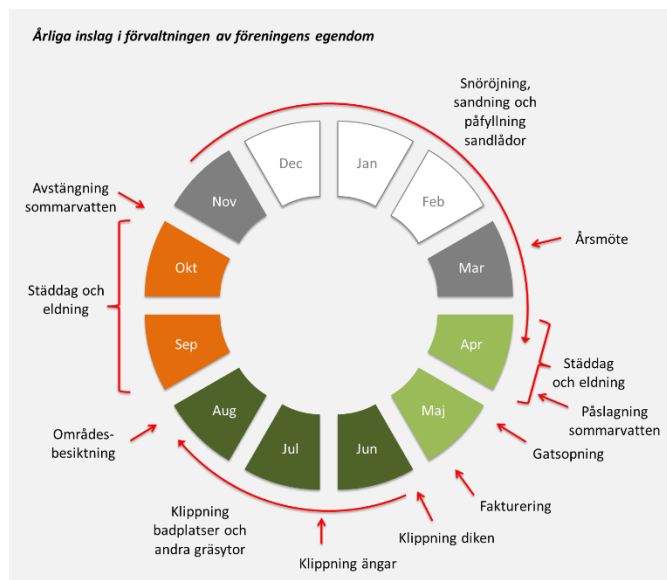 Årliga inslag i förvaltningen av föreningens egendom
Snöröjning,
sandning och
påfyllning
sandlådor
Dec
Jan
Feb
Nov
Avstängning
sommarvatten
Årsmöte
Okt
Mar
Städdag och
eldning
Sep
Apr
Städdag
och eldning
Påslagning
sommarvatten
Aug
Maj
Områdes-
besiktning
Gatsopning
Jul
Jun
Fakturering
Klippning
badplatser och
andra gräsytor
Klippning diken
Klippning ängar